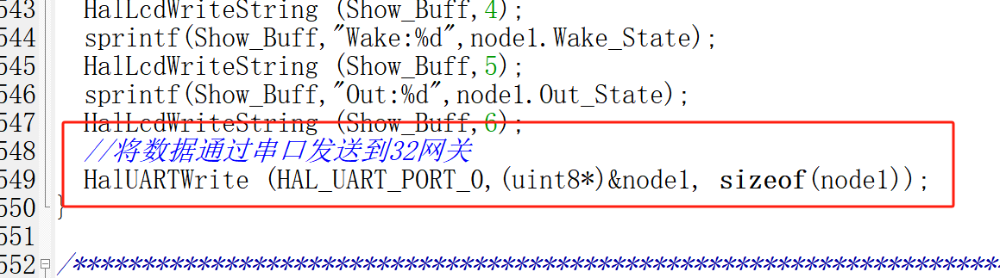 543 HalLcdWriteString (Show_Buff,4);
544 sprintf(Show_Buff,"Wake:%d",node1.Wake_State);
545 HalLcdWriteString (Show_Buff,5);
546 sprintf(Show_Buff,"Out:%d",node1.Out_State);
547 HalLcdWriteString (Show_Buff,6);
548 //将数据通过串口发送到32网关
549 HalUARTWrite (HAL_UART_PORT_0,(uint8*)&node1, sizeof(node1));
550 }
551
552 /*****************************************************************